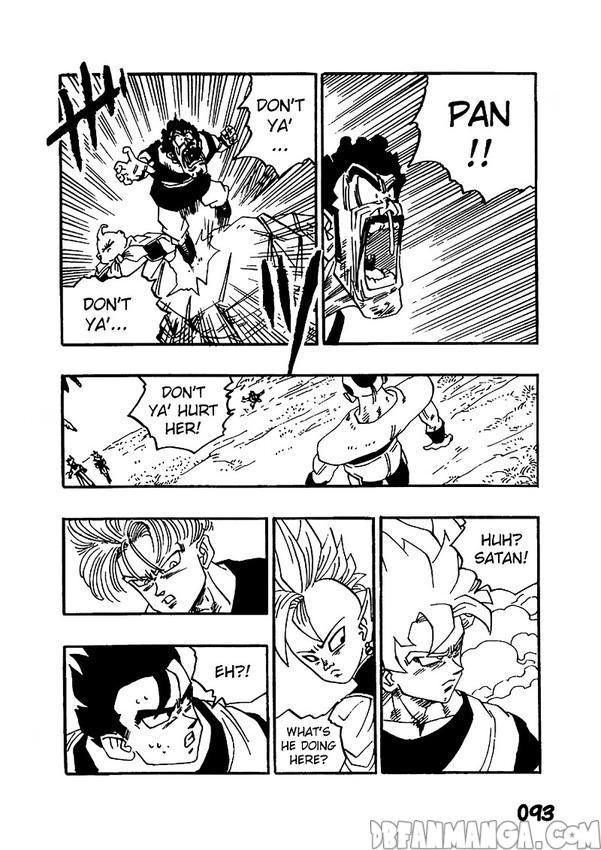 PAN
!!
DON'T
YA'
...
DON'T
YA'...
DON'T
YA' HURT
HER!
HUH?
SATAN!
WHAT'S
HE DOING
HERE?
EH?!
093
DBFANMANGA.COM